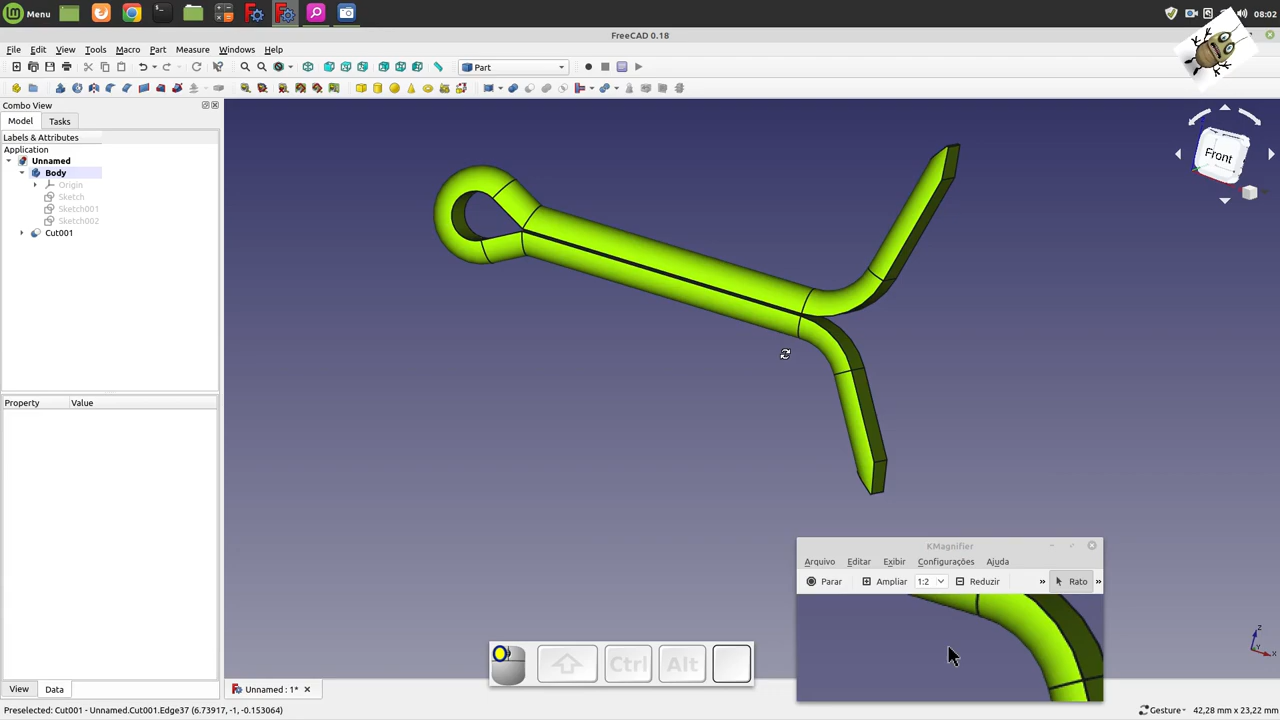 Menu
08:02
FreeCAD 0.18
File Edit View Tools Macro Part Measure Windows Help
Part
Combo View
Model Tasks
Labels & Attributes
Application
Unnamed
Body
Origin
Sketch
Sketch001
Sketch002
Cut001
Front
Property Value
KMagnifier
Arquivo Editar Exibir Configurações Ajuda
Parar Ampliar 1:2 Reduzir » Rato »
Ctrl Alt
Z
Y
X
View Data
Unnamed : 1*
Preselected: Cut001 - Unnamed.Cut001.Edge37 (6.73917, -1, -0.153064)
Gesture 42,28 mm x 23,22 mm